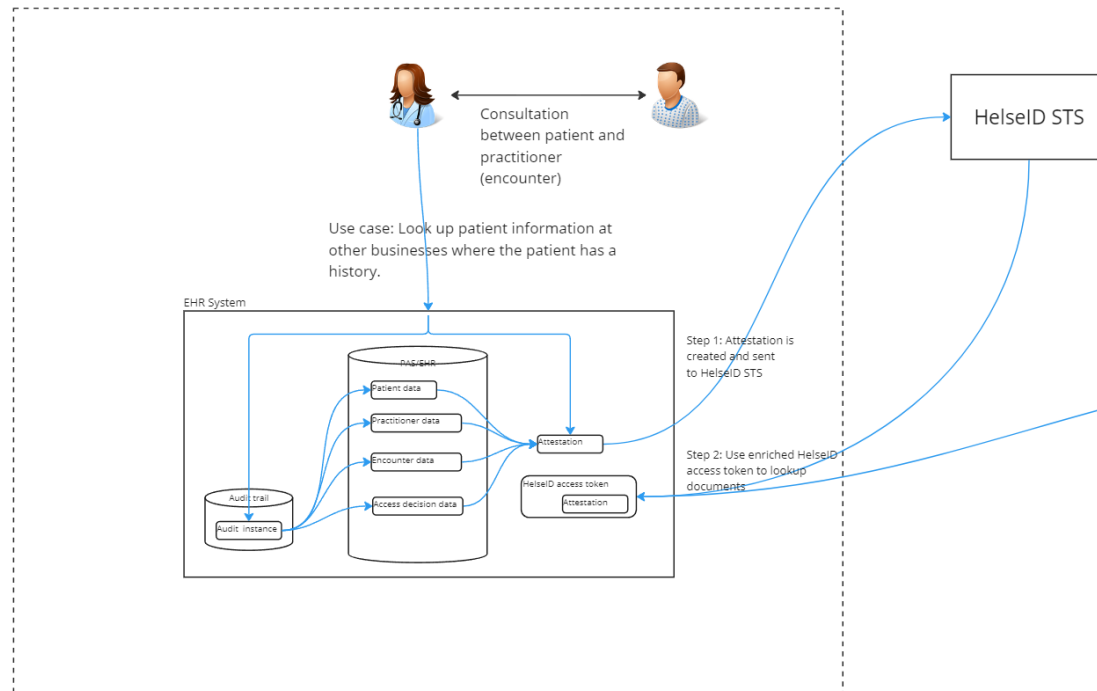 Consultation
between patient and
practitioner
(encounter)
HelseID STS
Use case: Look up patient information at
other businesses where the patient has a
history.
EHR System
Step 1: Attestation is
created and sent
to HelseID STS
PAS/EHR
Patient data
Practitioner data
Encounter data
Access decision data
Attestation
Step 2: Use enriched HelseID
access token to lookup
documents
HelseID access token
Attestation
Audit trail
Audit instance